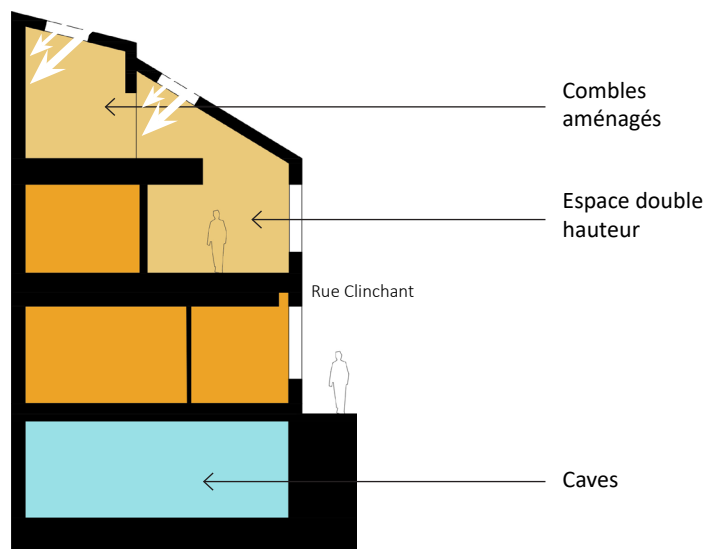 Combles
aménagés
Espace double
hauteur
Rue Clinchant
Caves